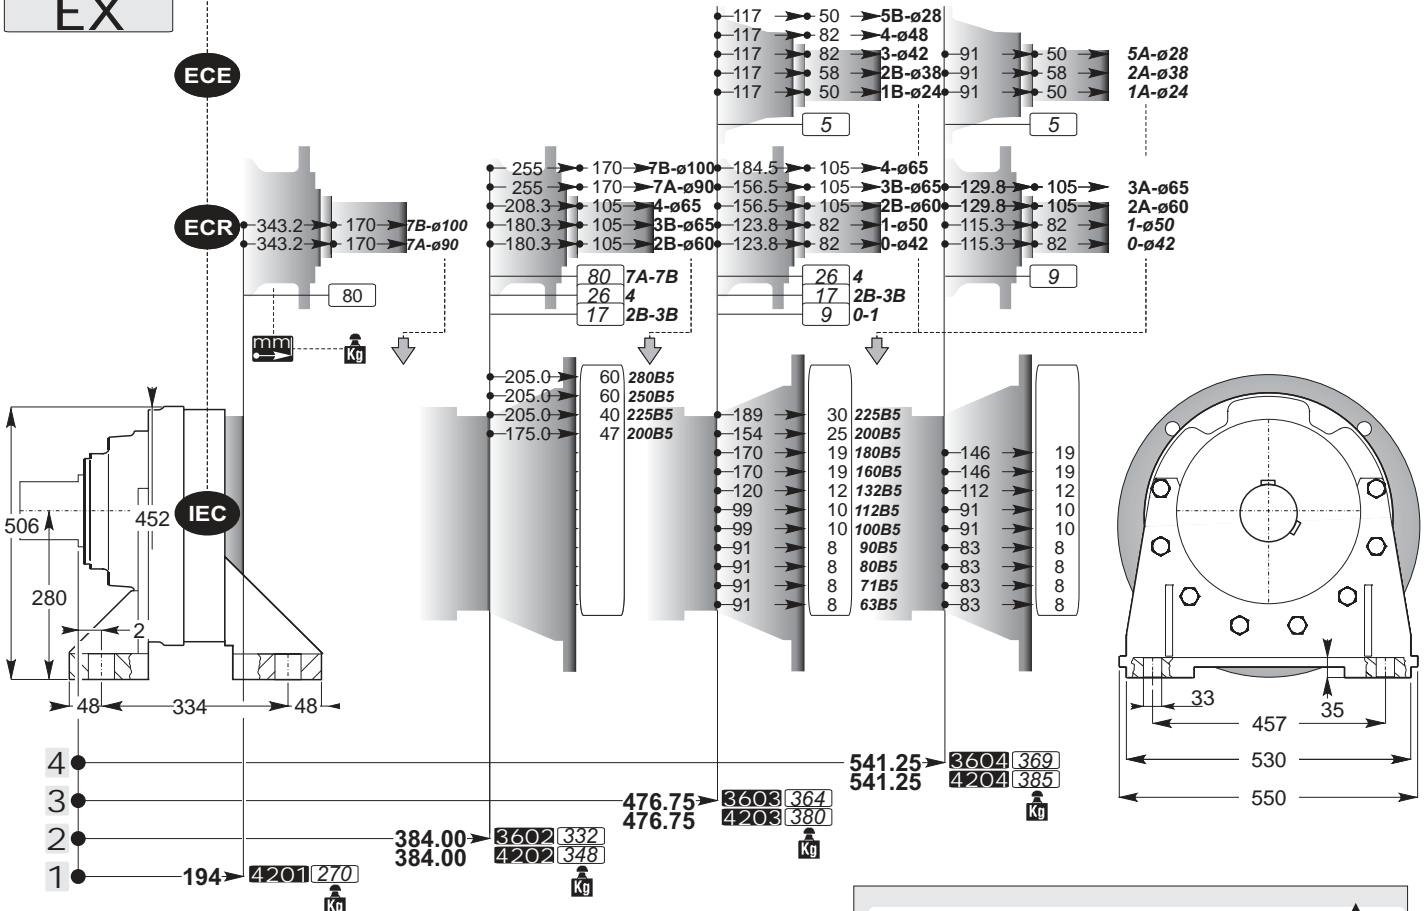 EX
117 50 5B-ø28
117 82 4-ø48
ECE
117 82 3-ø42 91 50 5A-ø28
117 58 2B-ø38 91 58 2A-ø38
117 50 1B-ø24 91 50 1A-ø24
5 5
255 170 7B-ø100 184.5 105 4-ø65
255 170 7A-ø90 156.5 105 3B-ø65 129.8 105 3A-ø65
208.3 105 4-ø65 156.5 105 2B-ø60 129.8 105 2A-ø60
ECR 343.2 170 7B-ø100 180.3 105 3B-ø65 123.8 82 1-ø50 115.3 82 1-ø50
343.2 170 7A-ø90 180.3 105 2B-ø60 123.8 82 0-ø42 115.3 82 0-ø42
80 7A-7B 26 4 9
80 26 4 17 2B-3B
17 2B-3B 9 0-1
mm Kg
205.0 60 280B5
205.0 60 250B5
205.0 40 225B5 189 30 225B5
175.0 47 200B5 154 25 200B5
170 19 180B5 146 19
170 19 160B5 146 19
120 12 132B5 112 12
506 452 IEC 99 10 112B5 91 10
99 10 100B5 91 10
91 8 90B5 83 8
91 8 80B5 83 8
280 91 8 71B5 83 8
91 8 63B5 83 8
2
48 334 48
33 35
457
530
550
4 541.25 3604 369
541.25 4204 385
Kg
3 476.75 3603 364
476.75 4203 380
Kg
2 384.00 3602 332
384.00 4202 348
Kg
1 194 4201 270
Kg